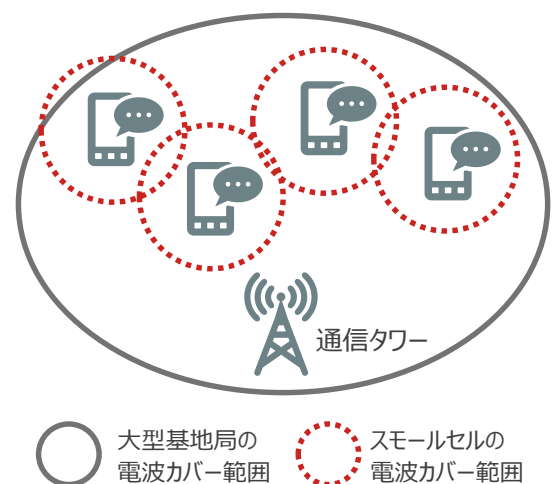 通信タワー
大型基地局の
電波カバー範囲
スモールセルの
電波カバー範囲